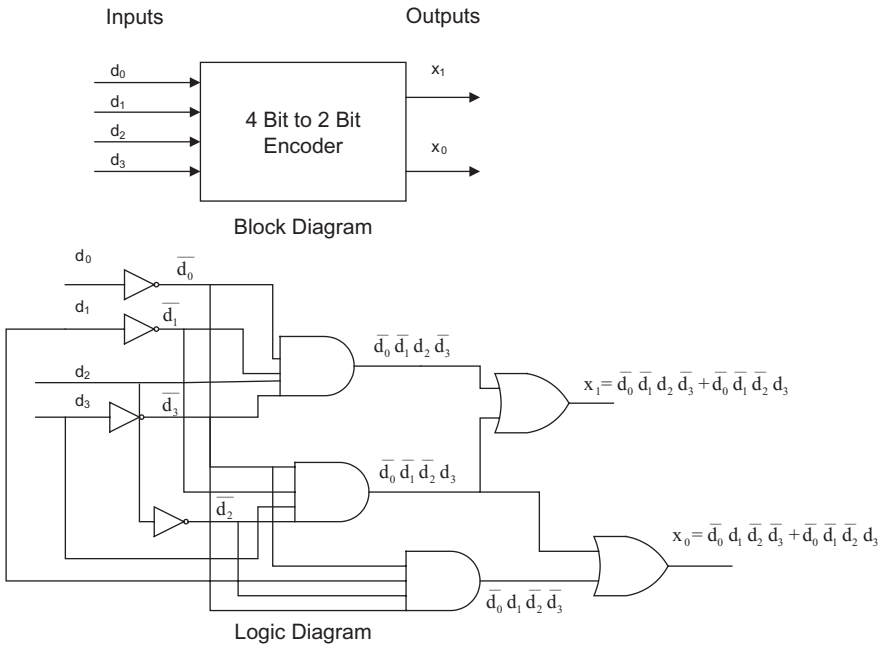 Inputs Outputs
d₀ x₁
d₁
4 Bit to 2 Bit
Encoder
d₂ x₀
d₃
Block Diagram
d₀ d̅₀
d₁ d̅₁
d̅₀ d̅₁ d₂ d̅₃
d₂
x₁= d̅₀ d̅₁ d₂ d̅₃ + d̅₀ d̅₁ d̅₂ d₃
d₃ d̅₃
d̅₀ d̅₁ d̅₂ d₃
d̅₂
x₀= d̅₀ d₁ d̅₂ d̅₃ + d̅₀ d̅₁ d̅₂ d₃
d̅₀ d₁ d̅₂ d̅₃
Logic Diagram